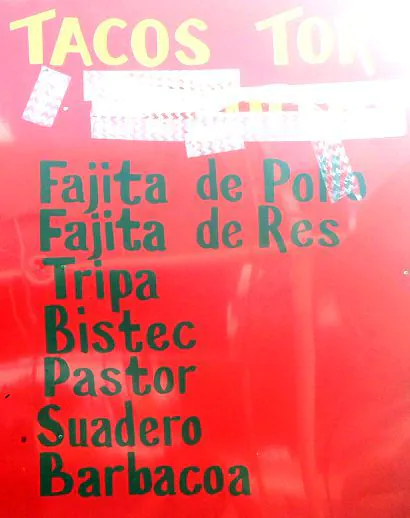 TACOS
Fajita de Pollo
Fajita de Res
Tripa
Bistec
Pastor
Suadero
Barbacoa